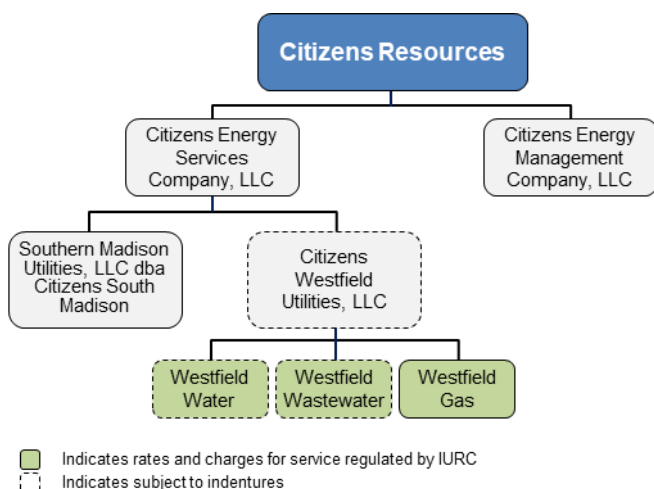 Citizens Resources
Citizens Energy
Services
Company, LLC
Citizens Energy
Management
Company, LLC
Southern Madison
Utilities, LLC dba
Citizens South
Madison
Citizens
Westfield
Utilities, LLC
Westfield
Water
Westfield
Wastewater
Westfield
Gas
Indicates rates and charges for service regulated by IURC
Indicates subject to indentures